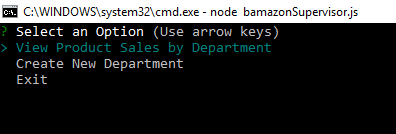 C:\WINDOWS\system32\cmd.exe - node bamazonSupervisor.js
? Select an Option (Use arrow keys)
> View Product Sales by Department
Create New Department
Exit